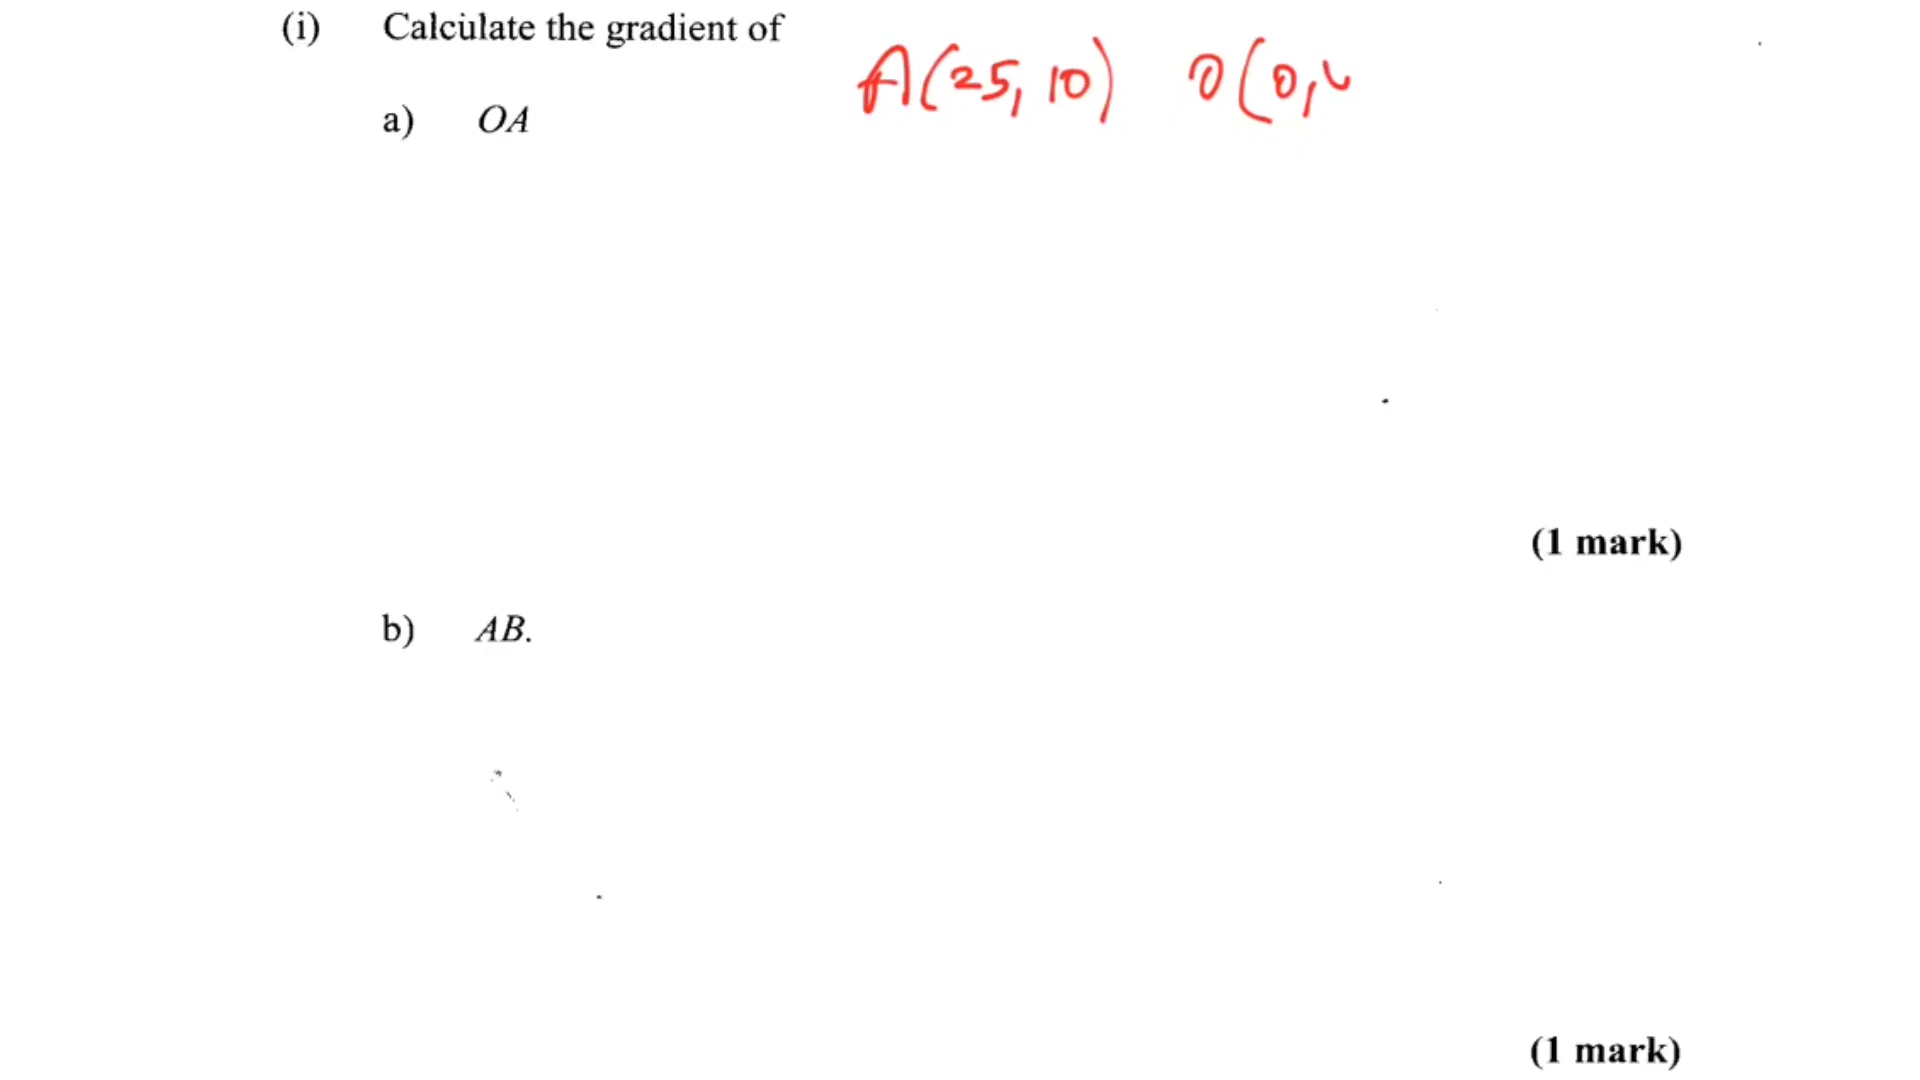 (i) Calculate the gradient of
A(25, 10) O(0,
a) OA
(1 mark)
b) AB.
(1 mark)